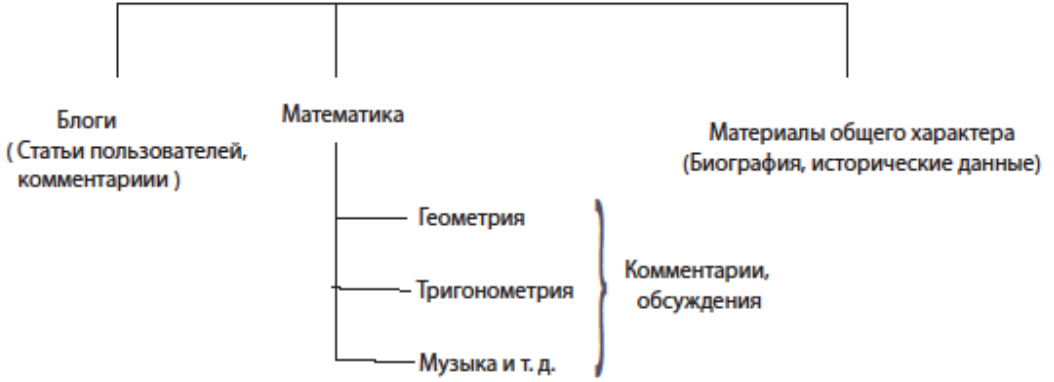 Блоги
( Статьи пользователей,
комментариии )
Математика
Материалы общего характера
(Биография, исторические данные)
Геометрия
Тригонометрия
Музыка и т. д.
Комментарии,
обсуждения